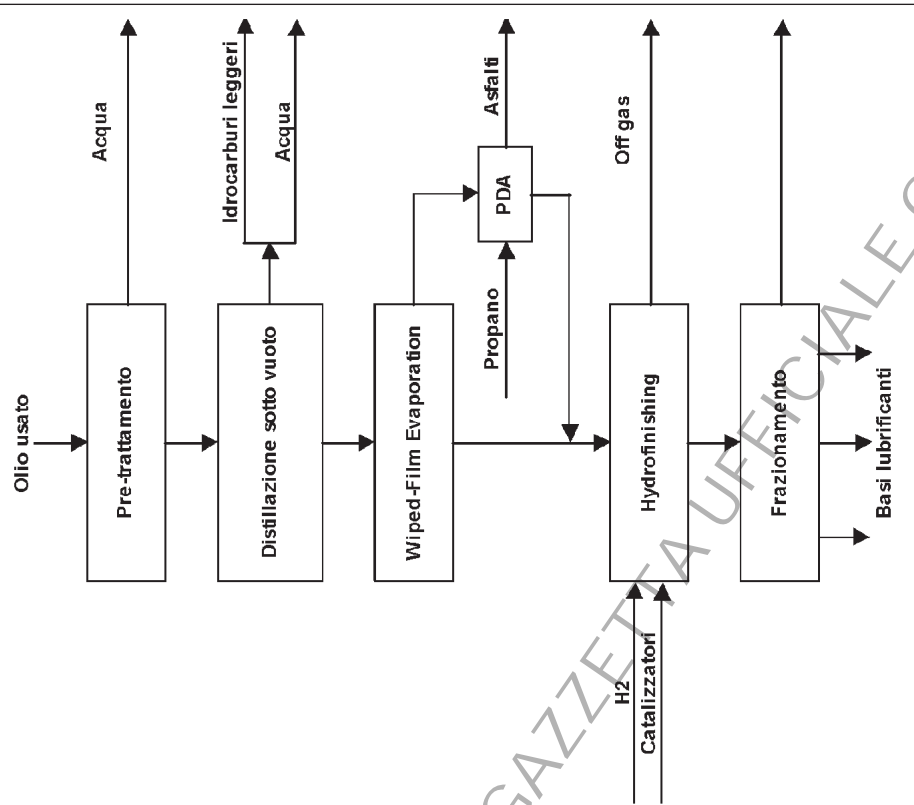 Olio usato
Pre-trattamento
Acqua
Distillazione sotto vuoto
Idrocarburi leggeri
Acqua
Wiped-Film Evaporation
Propano
PDA
Asfalti
H2
Catalizzatori
Hydrofinishing
Off gas
Frazionamento
Basi lubrificanti
GAZZETTA UFFICIALE